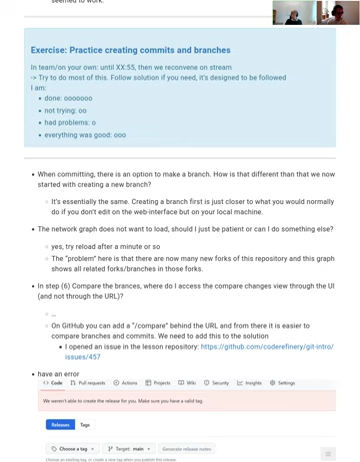 seemed to work.
Exercise: Practice creating commits and branches
In team/on your own: until XX:55, then we reconvene on stream
-> Try to do most of this. Follow solution if you need, it's designed to be followed
I am:
• done: ooooooo
• not trying: oo
• had problems: o
• everything was good: ooo
• When committing, there is an option to make a branch. How is that different than that we now
started with creating a new branch?
○ It's essentially the same. Creating a branch first is just closer to what you would normally
do if you don't edit on the web-interface but on your local machine.
• The network graph does not want to load, should I just be patient or can I do something else?
○ yes, try reload after a minute or so
○ The "problem" here is that there are now many new forks of this repository and this graph
shows all related forks/branches in those forks.
• In step (6) Compare the brances, where do I access the compare changes view through the UI
(and not through the URL)?
○ ...
○ On GitHub you can add a "/compare" behind the URL and from there it is easier to
compare branches and commits. We need to add this to the solution
▪ I opened an issue in the lesson repository: https://github.com/coderefinery/git-intro/
issues/457
• have an error
Code Pull requests Actions Projects Wiki Security Insights Settings
We weren't able to create the release for you. Make sure you have a valid tag.
Releases Tags
Choose a tag Target: main Generate release notes
Choose an existing tag, or create a new tag when you publish this release.